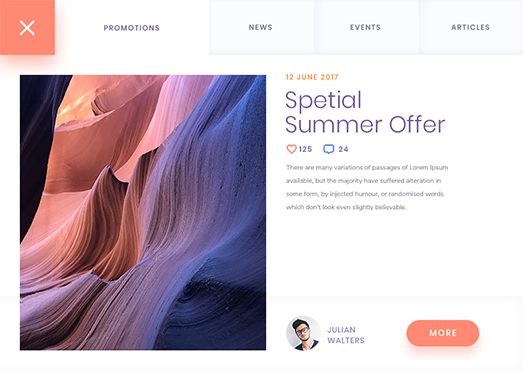 PROMOTIONS
NEWS
EVENTS
ARTICLES
12 JUNE 2017
Spetial
Summer Offer
125
24
There are many variations of passages of Lorem Ipsum
available, but the majority have suffered alteration in
some form, by injected humour, or randomised words
which don't look even slightly believable.
JULIAN
WALTERS
MORE